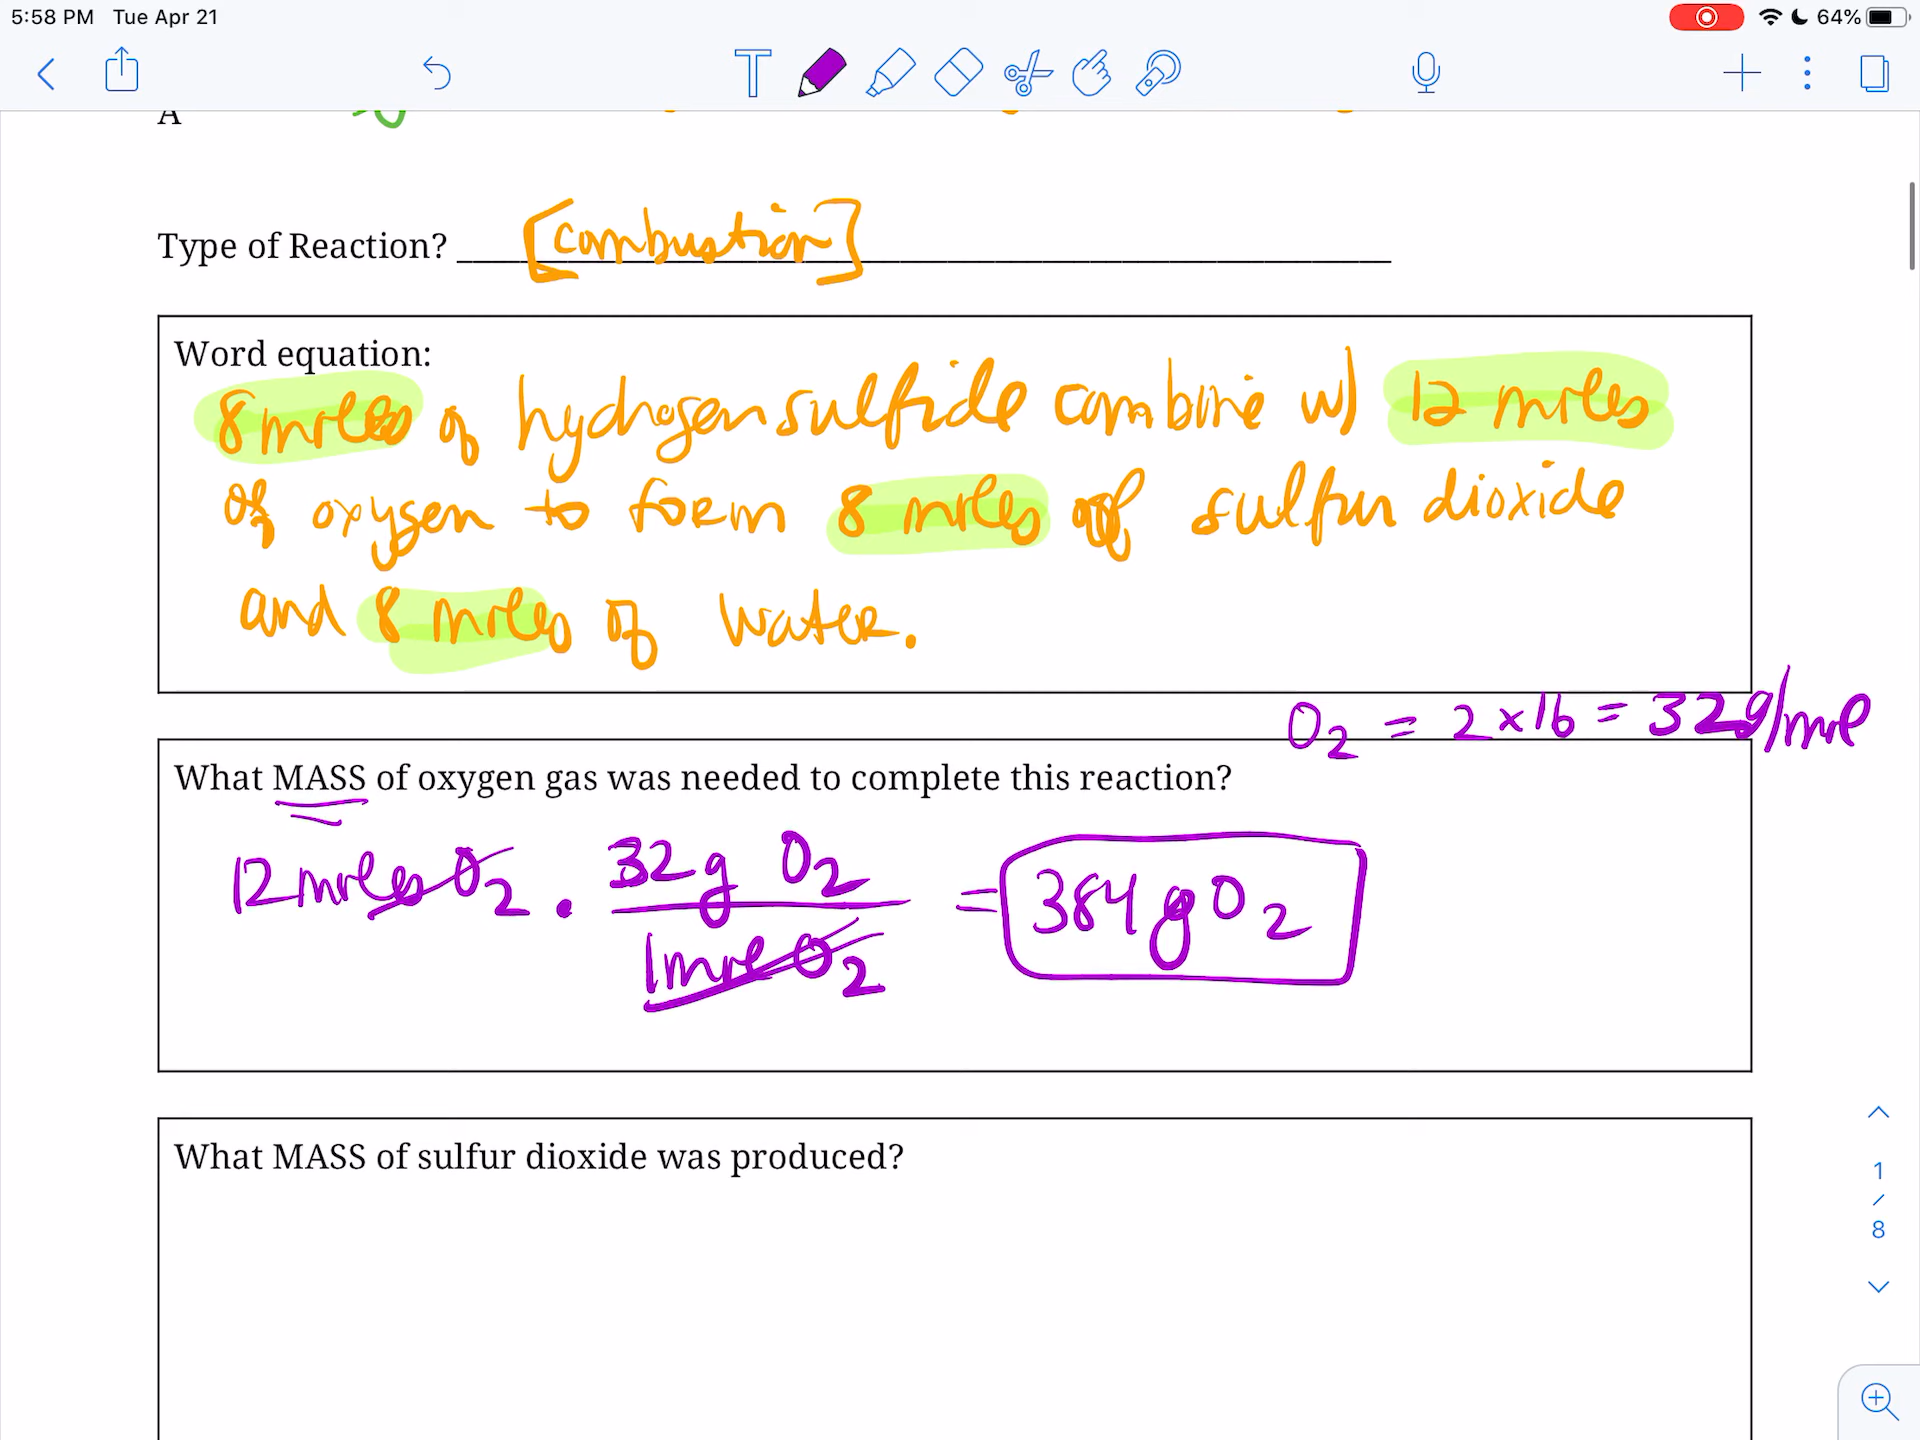 5:58 PM Tue Apr 21 64%
T
A
Type of Reaction? [combustion]
Word equation:
8 moles of hydrogen sulfide combine w/ 12 moles
of oxygen to form 8 moles of sulfur dioxide
and 8 moles of water.
O2 = 2 x 16 = 32g/mole
What MASS of oxygen gas was needed to complete this reaction?
12 moles O2 . 32g O2 / 1 mole O2 = 384 g O2
What MASS of sulfur dioxide was produced?
1
/
8